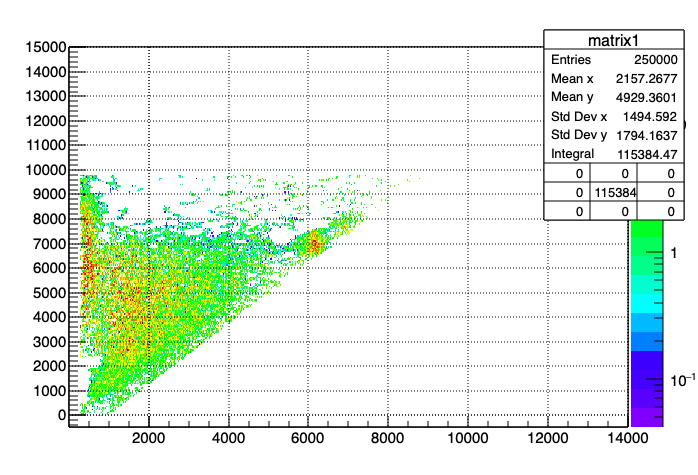 matrix1
Entries 250000
Mean x 2157.2677
Mean y 4929.3601
Std Dev x 1494.592
Std Dev y 1794.1637
Integral 115384.47
0 0 0
0 115384 0
0 0 0
15000
14000
13000
12000
11000
10000
9000
8000
7000
6000
5000
4000
3000
2000
1000
0
2000 4000 6000 8000 10000 12000 14000
1
10⁻¹